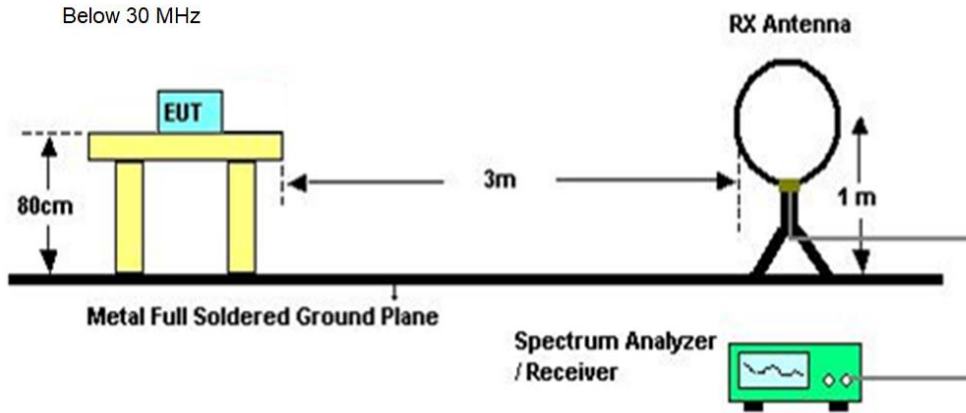 Below 30 MHz
RX Antenna
EUT
80cm
3m
1 m
Metal Full Soldered Ground Plane
Spectrum Analyzer
/ Receiver